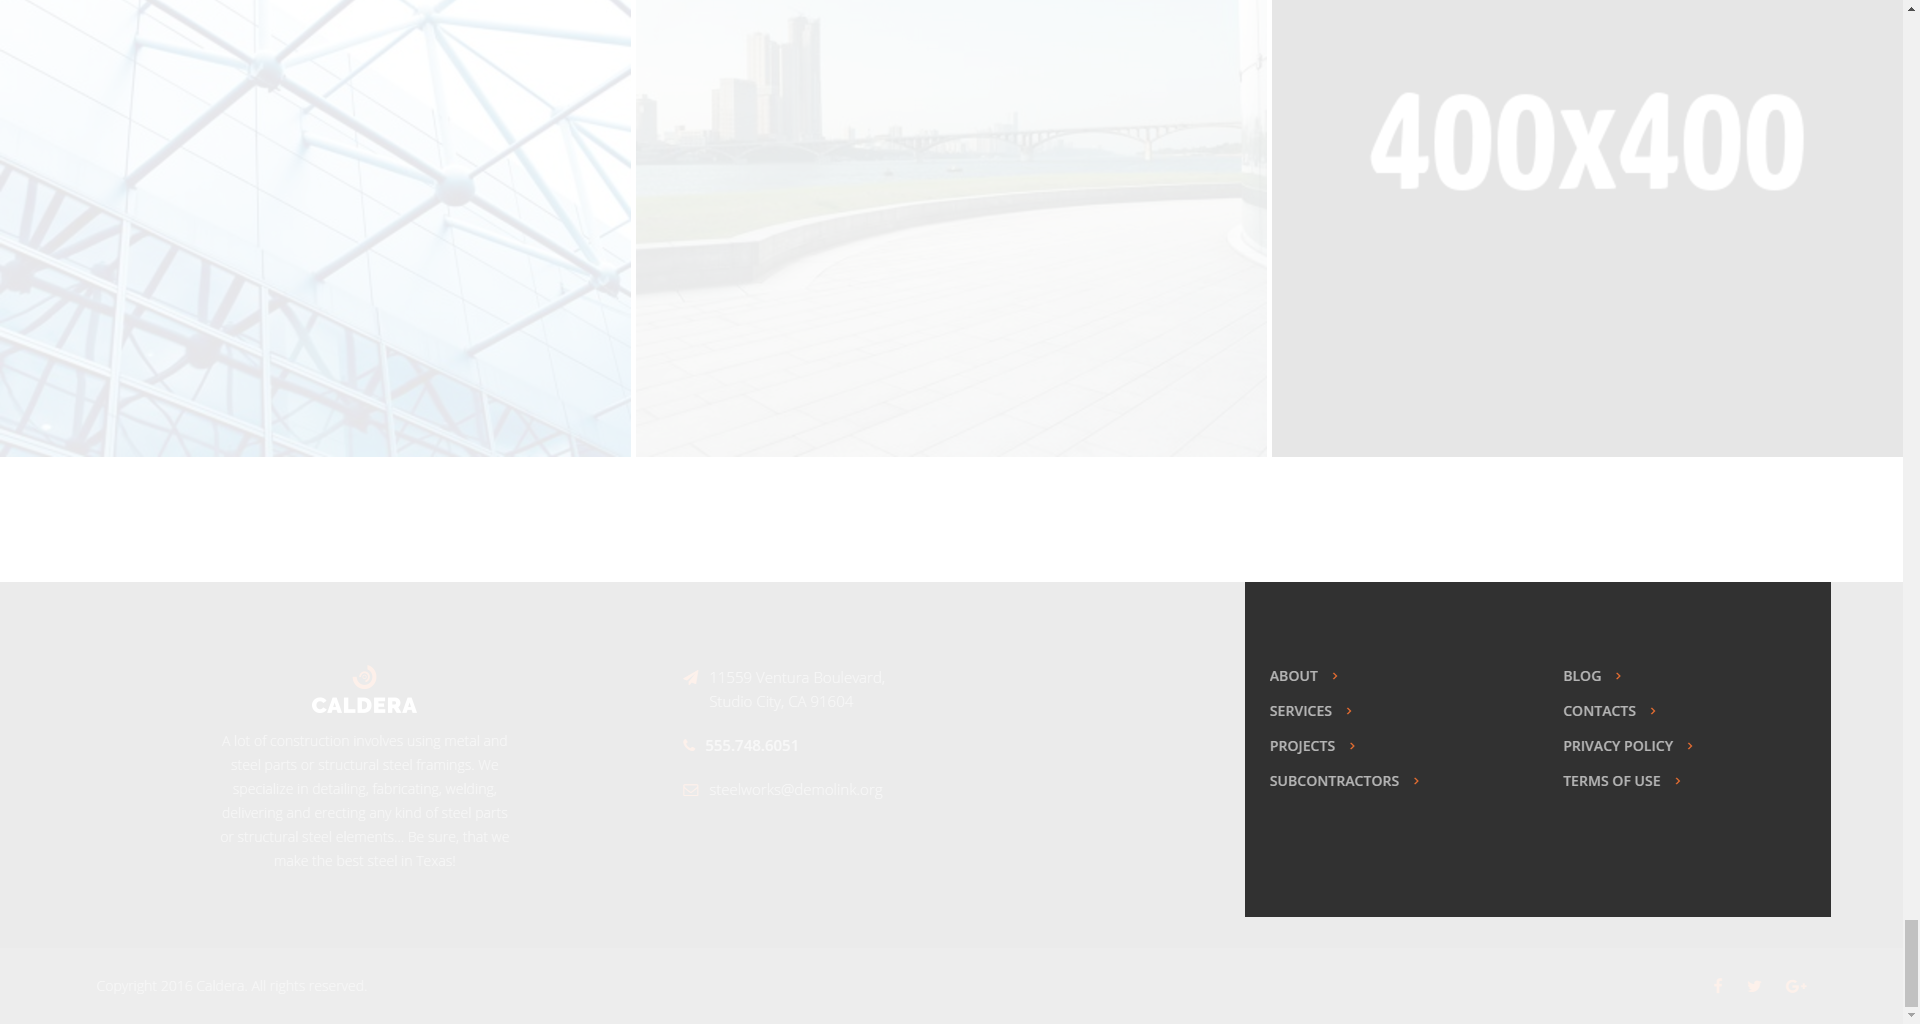 400x400
CALDERA
A lot of construction involves using metal and
steel parts or structural steel framings. We
specialize in detailing, fabricating, welding,
delivering and erecting any kind of steel parts
or structural steel elements... Be sure, that we
make the best steel in Texas!
11559 Ventura Boulevard,
Studio City, CA 91604
555.748.6051
steelworks@demolink.org
ABOUT
SERVICES
PROJECTS
SUBCONTRACTORS
BLOG
CONTACTS
PRIVACY POLICY
TERMS OF USE
Copyright 2016 Caldera. All rights reserved.